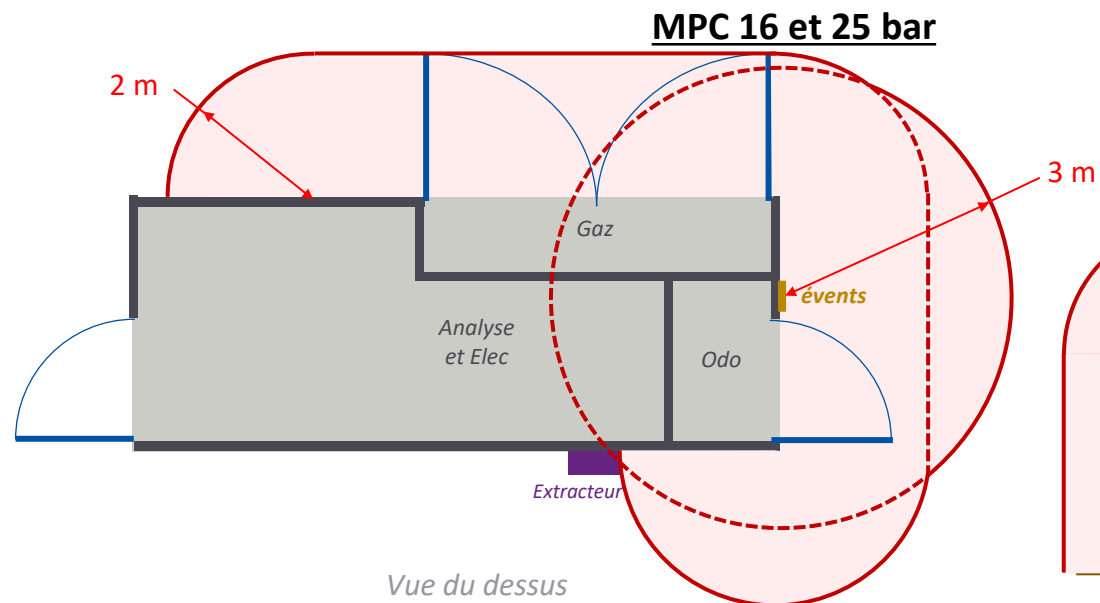 MPC 16 et 25 bar
2 m
3 m
Gaz
évents
Analyse
et Elec
Odo
Extracteur
Vue du dessus